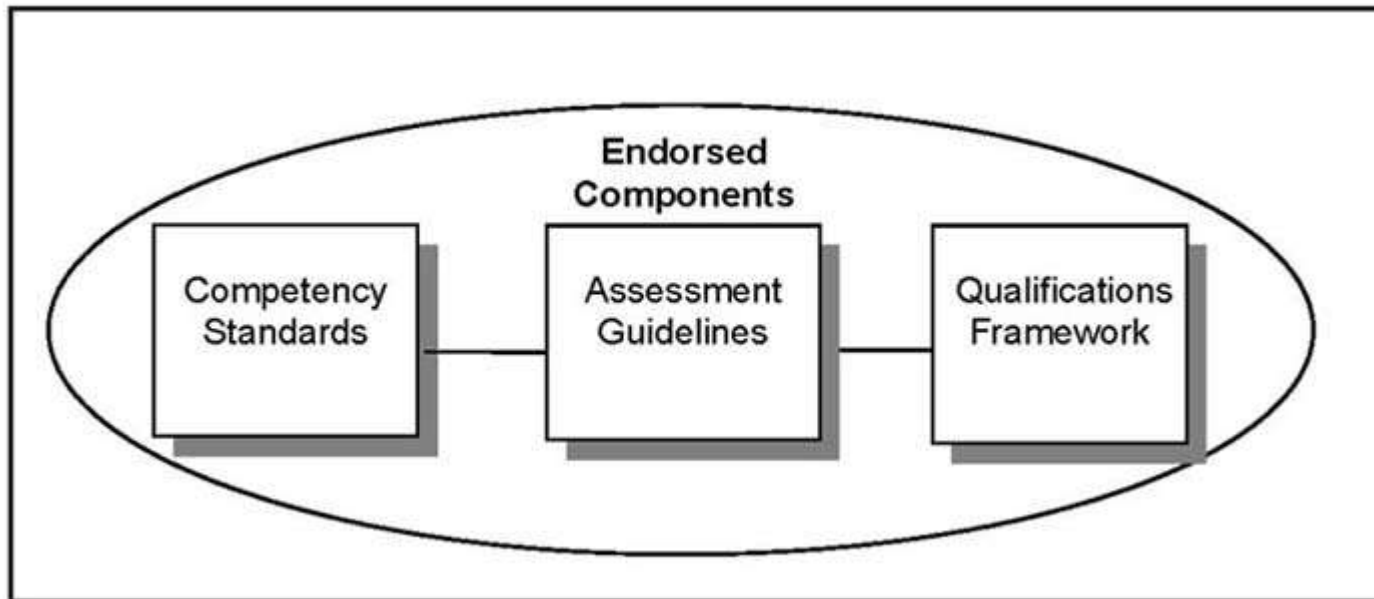 Endorsed
Components
Competency
Standards
Assessment
Guidelines
Qualifications
Framework